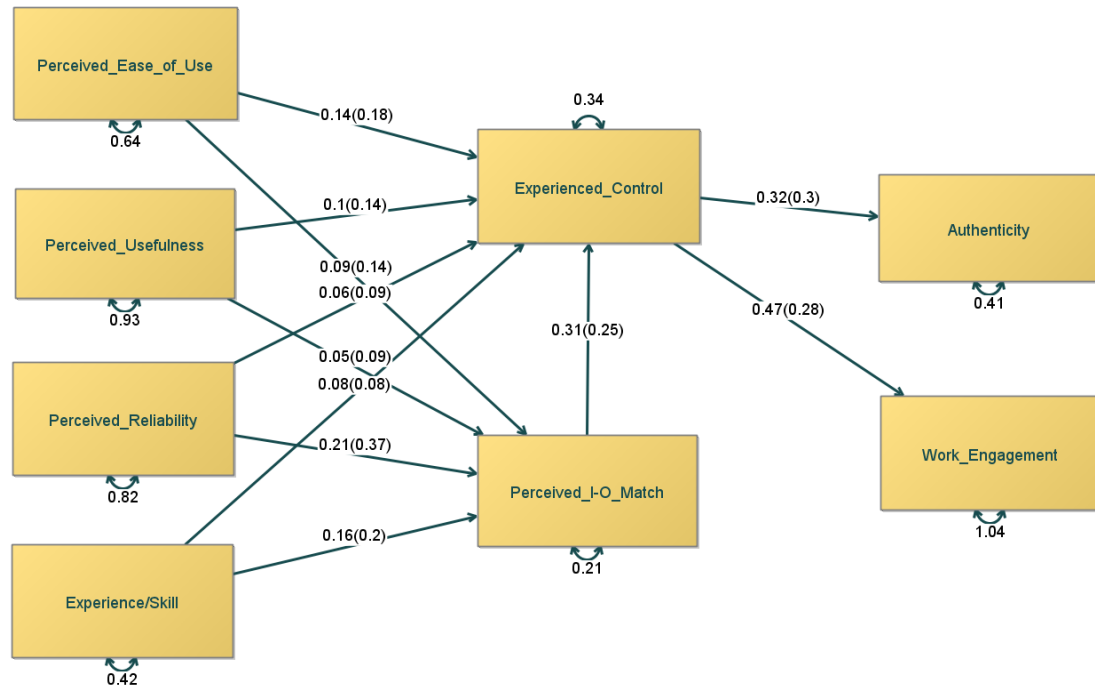 Perceived_Ease_of_Use
0.64
0.14(0.18)
0.34
Experienced_Control
0.32(0.3)
Authenticity
0.41
Perceived_Usefulness
0.93
0.1(0.14)
0.09(0.14)
0.06(0.09)
0.31(0.25)
0.47(0.28)
0.05(0.09)
0.08(0.08)
Perceived_Reliability
0.82
0.21(0.37)
Perceived_I-O_Match
0.21
Work_Engagement
1.04
0.16(0.2)
Experience/Skill
0.42